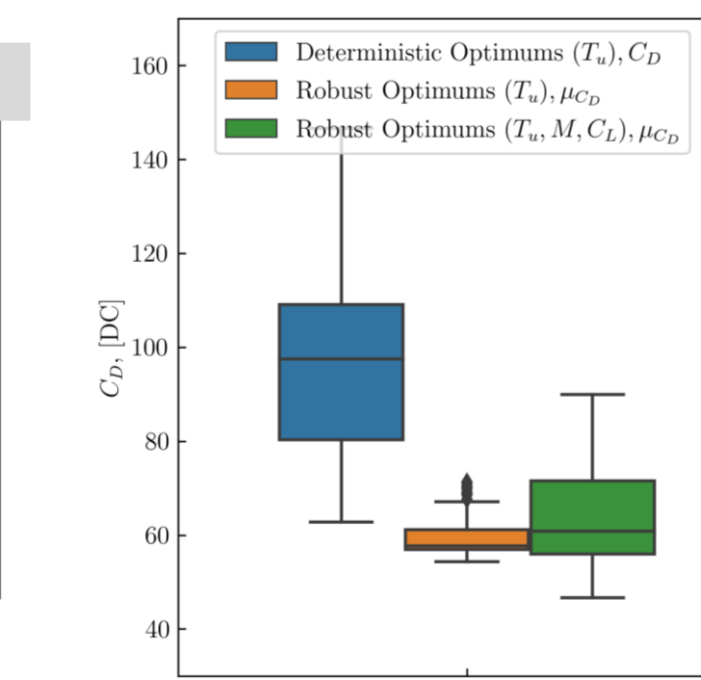 Deterministic Optimums (T_u), C_D
Robust Optimums (T_u), μ_{C_D}
Robust Optimums (T_u, M, C_L), μ_{C_D}
160
140
120
100
80
60
40
C_D, [DC]